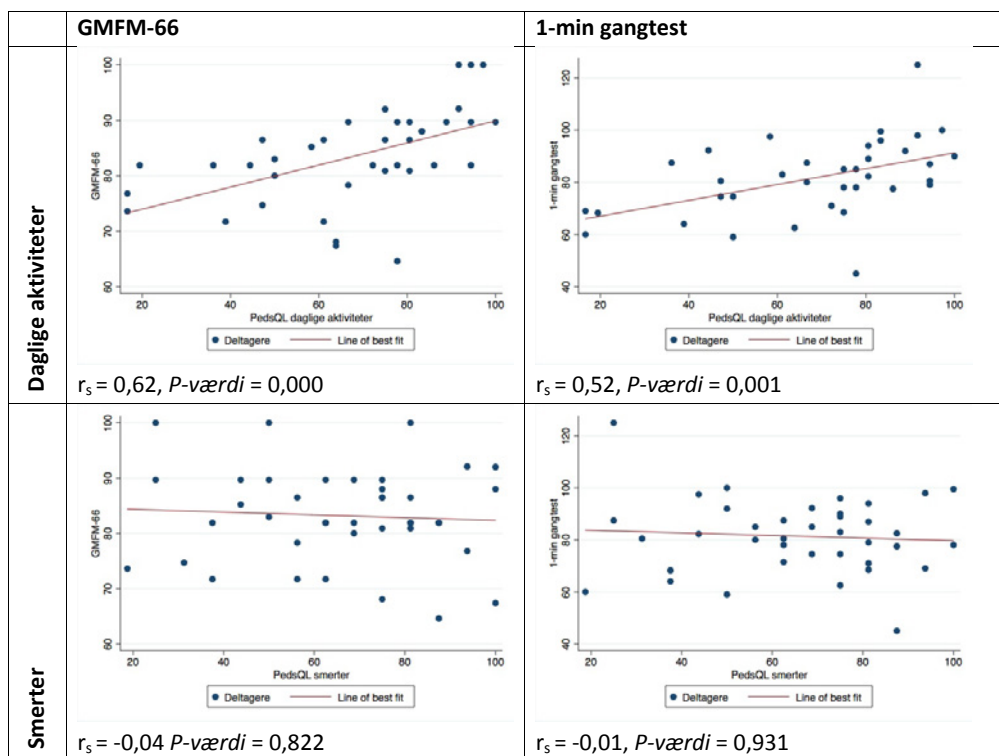 GMFM-66
1-min gangtest
Daglige aktiviteter
GMFM-66
100
90
80
70
60
20
40
60
80
100
PedsQL daglige aktiviteter
Deltagere
Line of best fit
r_s = 0,62, P-værdi = 0,000
1-min gangtest
120
100
80
60
40
20
40
60
80
100
PedsQL daglige aktiviteter
Deltagere
Line of best fit
r_s = 0,52, P-værdi = 0,001
Smerter
GMFM-66
100
90
80
70
60
20
40
60
80
100
PedsQL smerter
Deltagere
Line of best fit
r_s = -0,04 P-værdi = 0,822
1-min gangtest
120
100
80
60
40
20
40
60
80
100
PedsQL smerter
Deltagere
Line of best fit
r_s = -0,01, P-værdi = 0,931